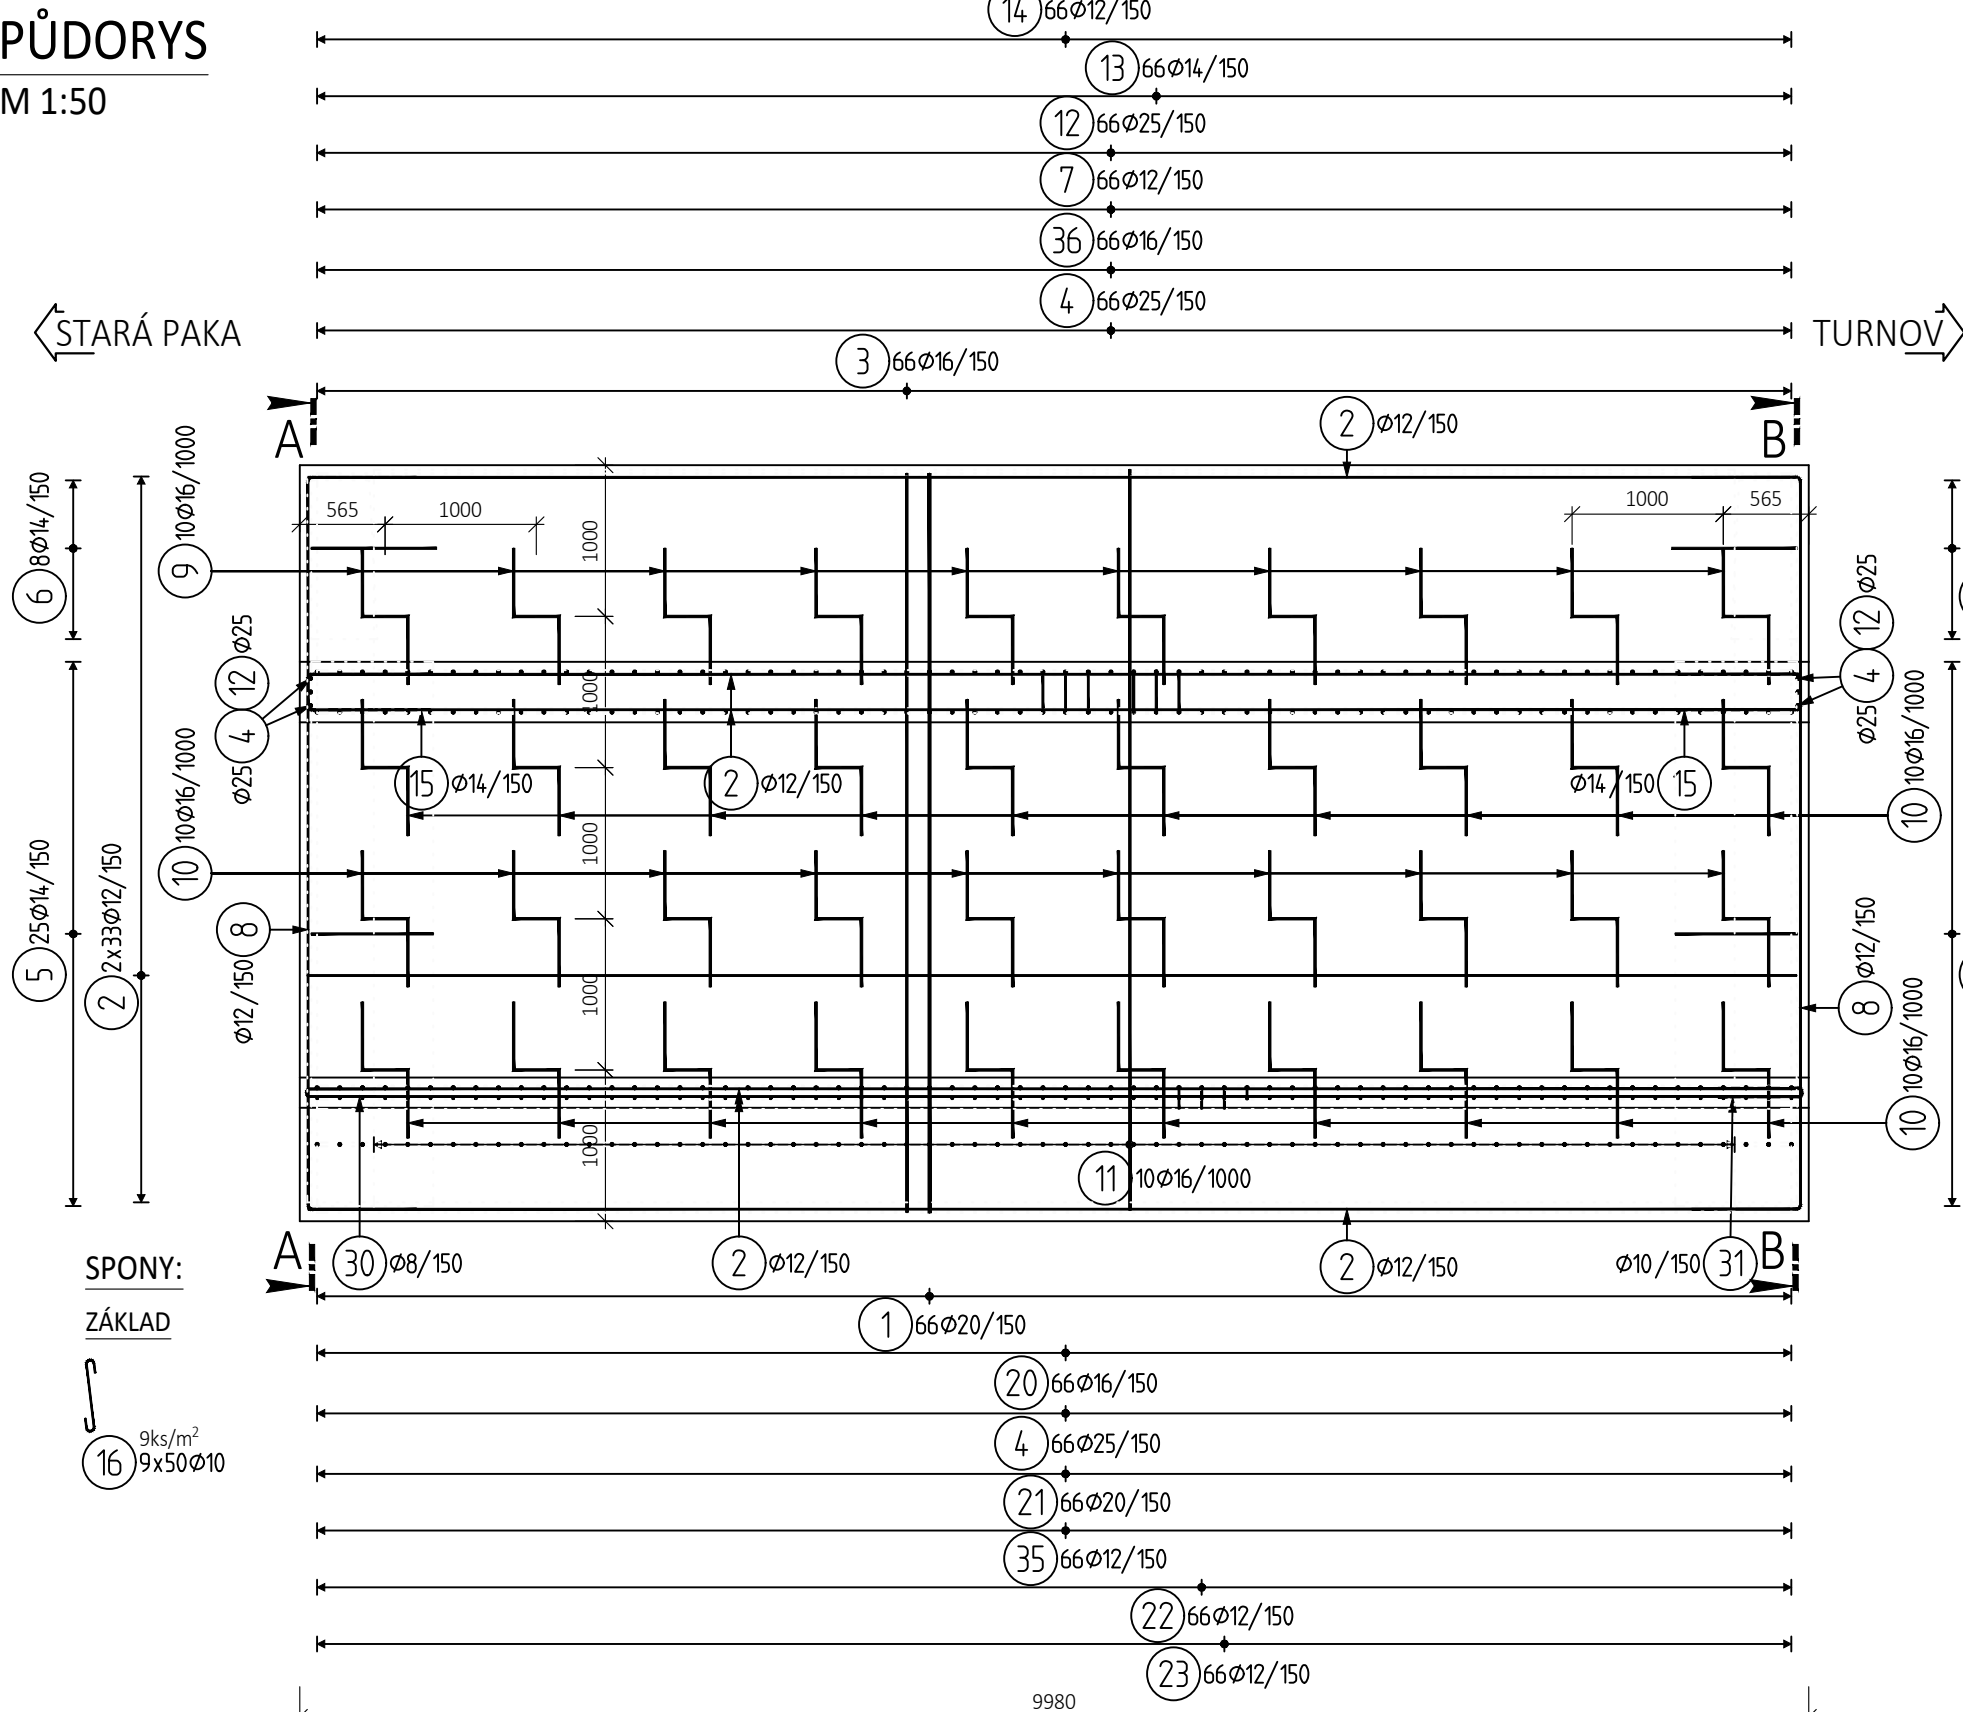 PŮDORYS
M 1:50
14 66Ø12/150
13 66Ø14/150
12 66Ø25/150
7 66Ø12/150
36 66Ø16/150
4 66Ø25/150
3 66Ø16/150
STARÁ PAKA
TURNOV
A
B
2 Ø12/150
565
1000
1000
1000
565
9 10Ø16/1000
6 8Ø14/150
12 Ø25
4 Ø25
12 Ø25
4 Ø25
1000
15 Ø14/150
2 Ø12/150
Ø14/150 15
10 10Ø16/1000
10 10Ø16/1000
1000
5 25Ø14/150
2 2x33Ø12/150
8 Ø12/150
8 Ø12/150
1000
10 10Ø16/1000
1000
11 10Ø16/1000
A
B
30 Ø8/150
2 Ø12/150
2 Ø12/150
Ø10/150 31
SPONY:
ZÁKLAD
16 9ks/m²
9x50Ø10
1 66Ø20/150
20 66Ø16/150
4 66Ø25/150
21 66Ø20/150
35 66Ø12/150
22 66Ø12/150
23 66Ø12/150
9980